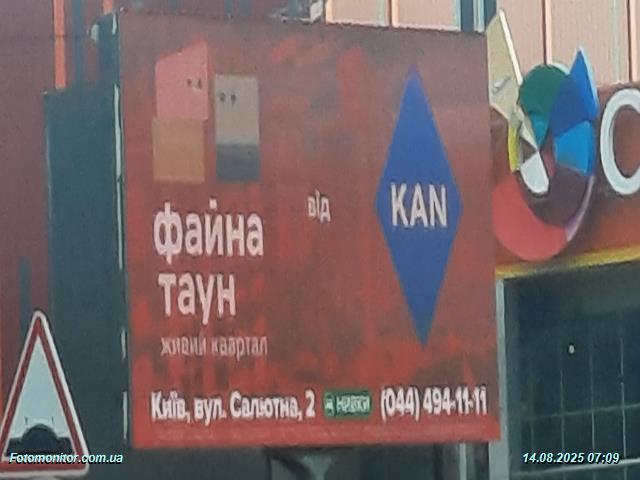 файна
таун
від
KAN
живий квартал
Київ, вул. Салютна, 2 НИВКИ (044) 494-11-11
C
Fotomonitor.com.ua
14.08.2025 07:09